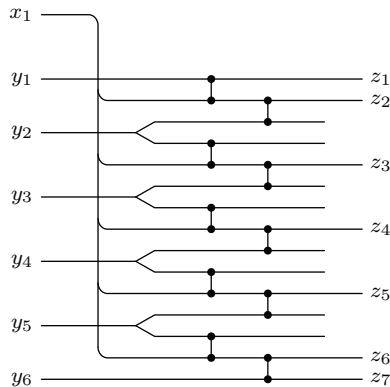 x₁
y₁ z₁
z₂
y₂
z₃
y₃
z₄
y₄
z₅
y₅
z₆
y₆ z₇